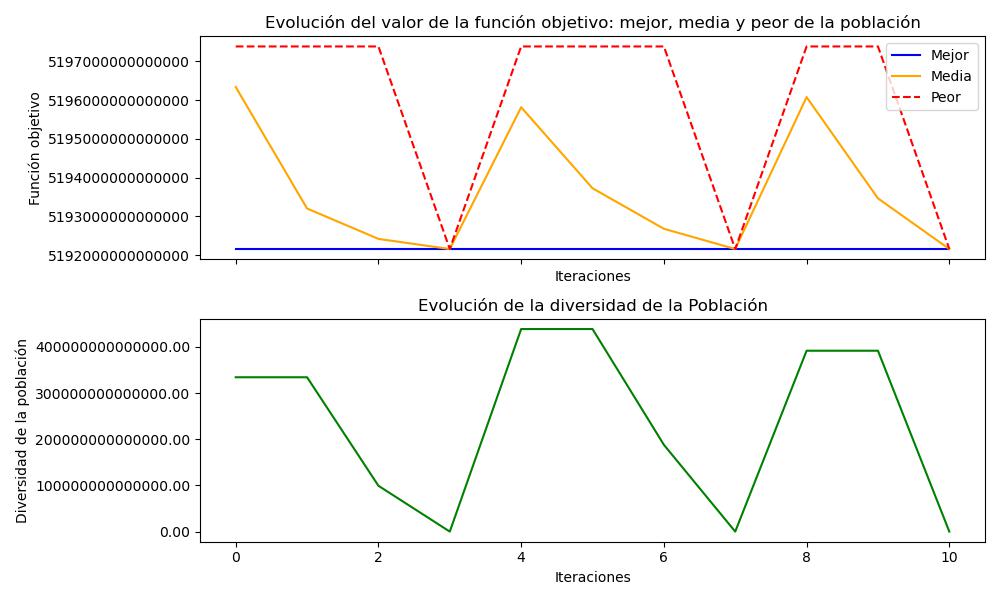 Evolución del valor de la función objetivo: mejor, media y peor de la población
Función objetivo
5197000000000000
5196000000000000
5195000000000000
5194000000000000
5193000000000000
5192000000000000
Mejor
Media
Peor
Iteraciones
Evolución de la diversidad de la Población
Diversidad de la población
400000000000000.00
300000000000000.00
200000000000000.00
100000000000000.00
0.00
0 2 4 6 8 10
Iteraciones